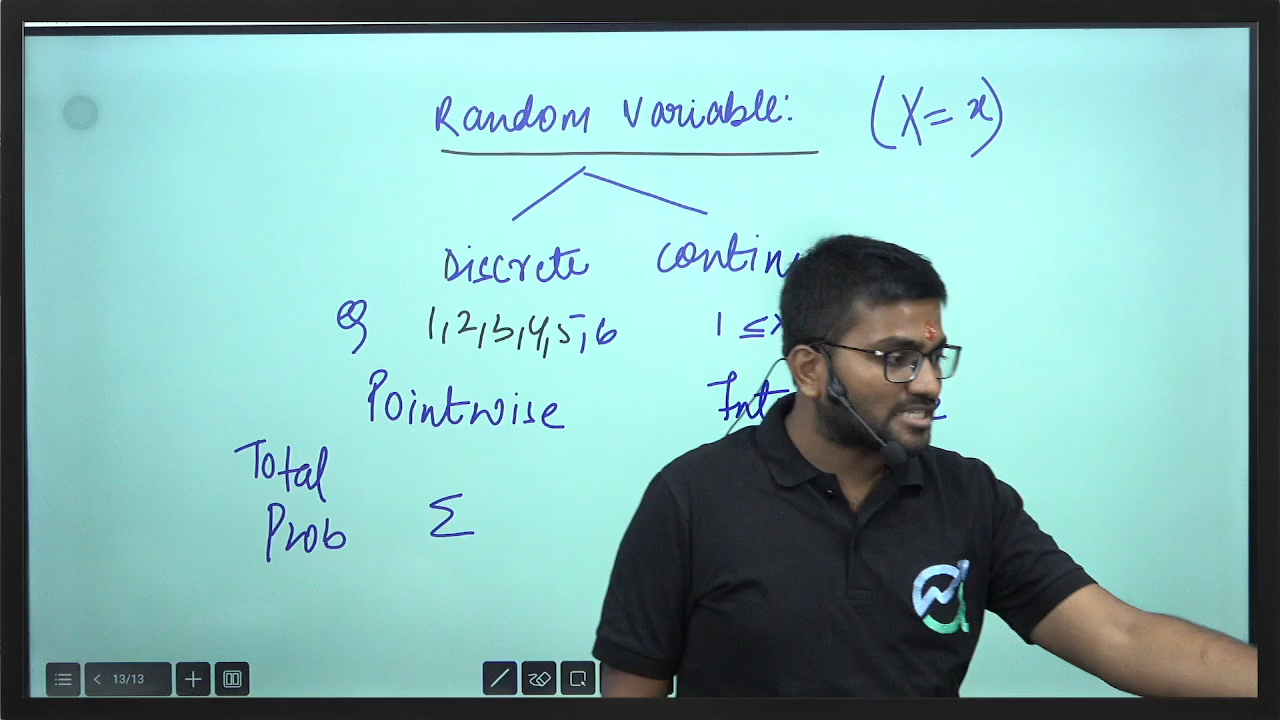 Random Variable: (X = x)
Discrete contin
Eg 1,2,3,4,5,6 1 ≤
Pointwise Int
Total
Prob Σ
13/13